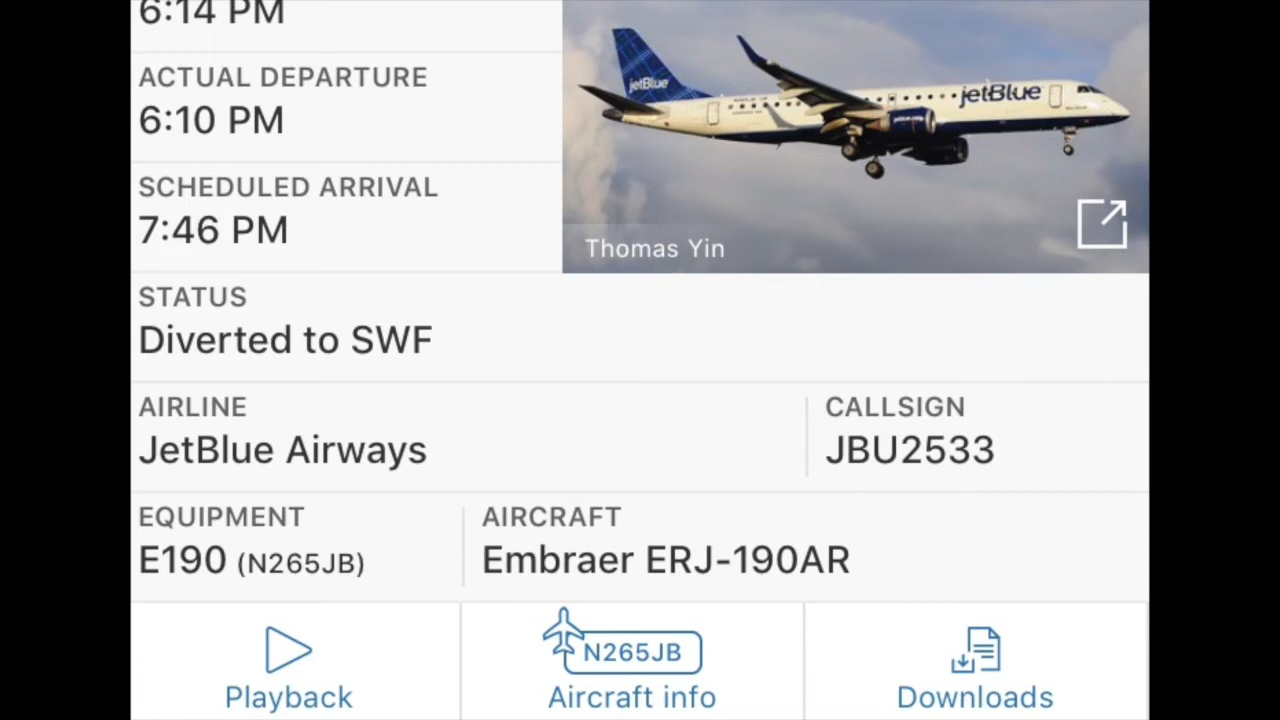 6:14 PM
ACTUAL DEPARTURE
6:10 PM
SCHEDULED ARRIVAL
7:46 PM
jetBlue
jetBlue
Thomas Yin
STATUS
Diverted to SWF
AIRLINE
JetBlue Airways
CALLSIGN
JBU2533
EQUIPMENT
E190 (N265JB)
AIRCRAFT
Embraer ERJ-190AR
Playback
N265JB
Aircraft info
Downloads